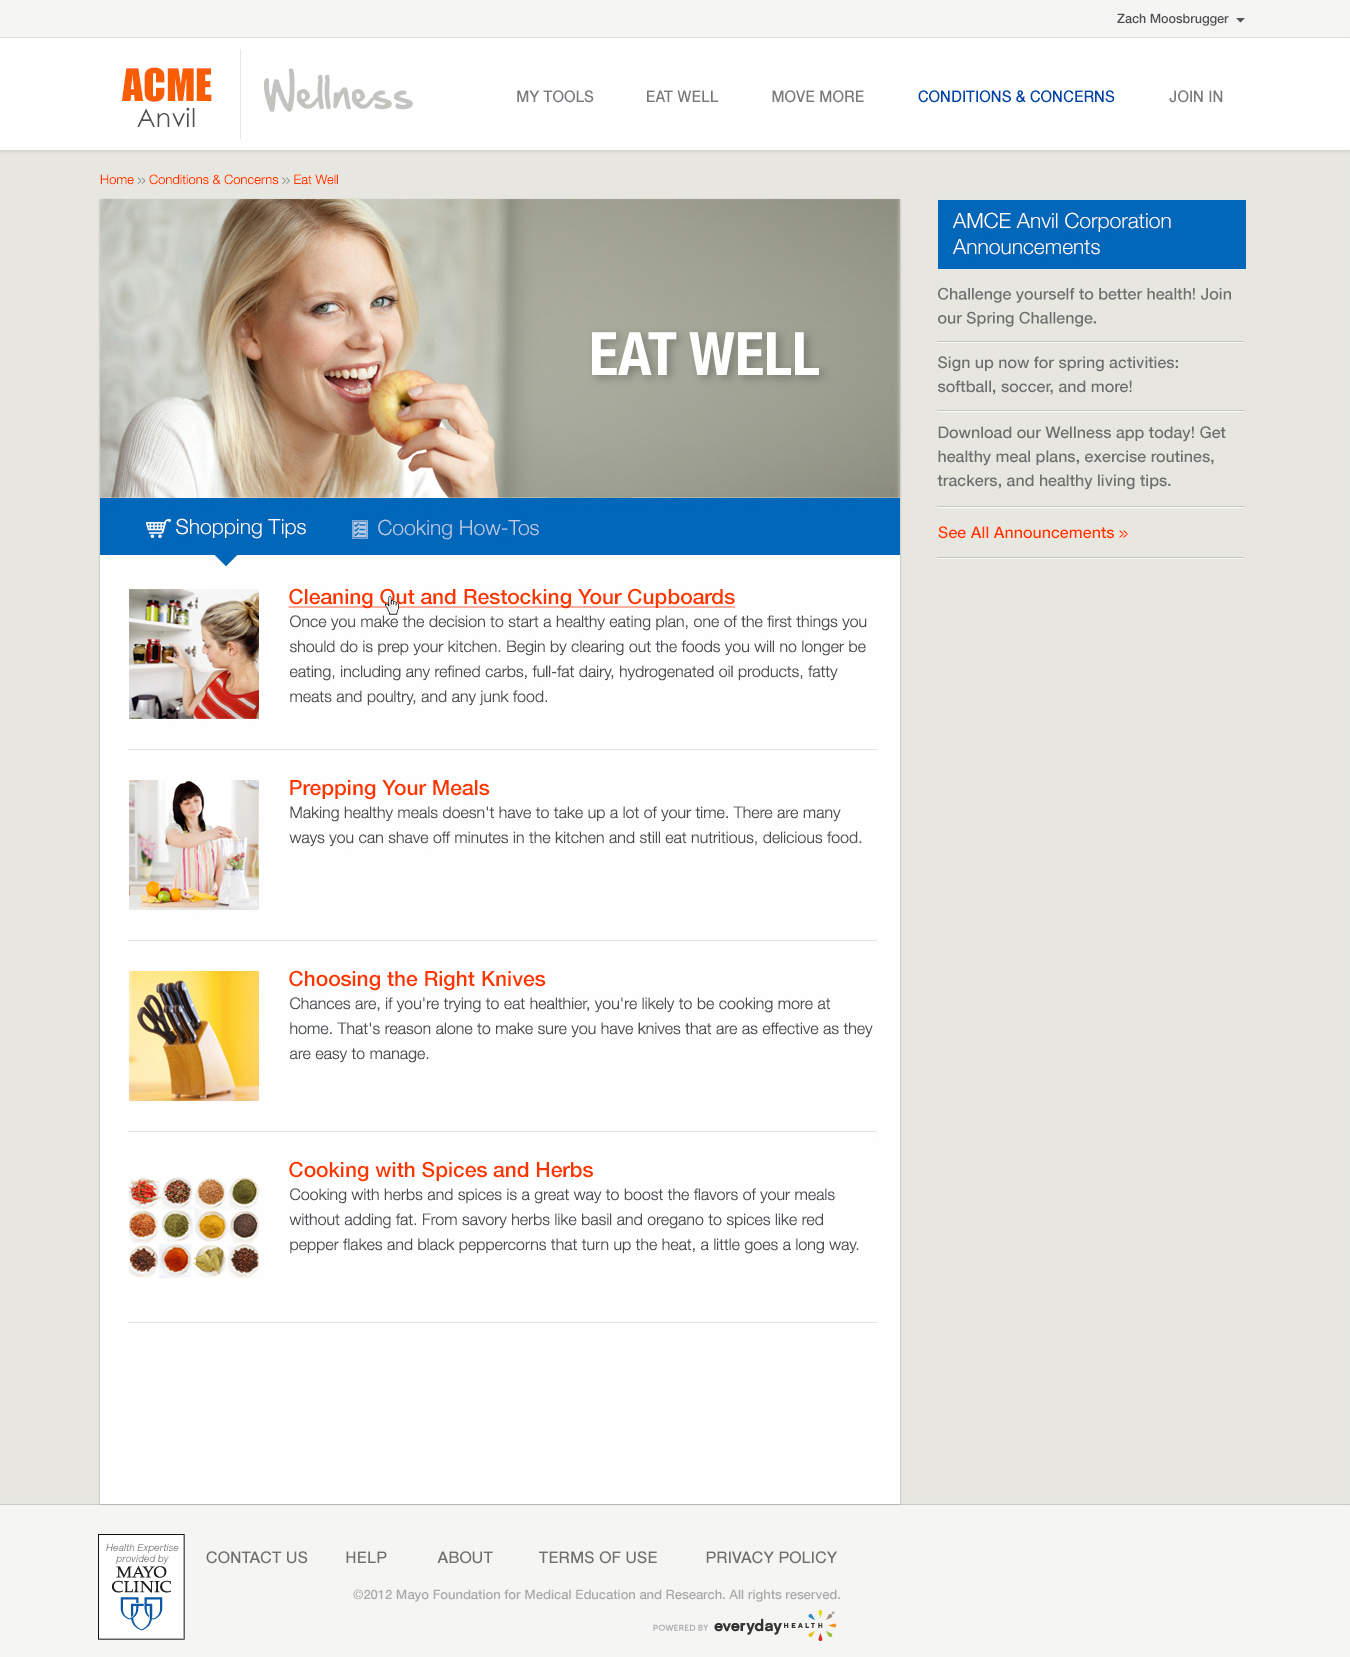 Zach Moosbrugger
ACME
Anvil
Wellness
MY TOOLS
EAT WELL
MOVE MORE
CONDITIONS & CONCERNS
JOIN IN
Home » Conditions & Concerns » Eat Well
EAT WELL
Shopping Tips
Cooking How-Tos
Cleaning Out and Restocking Your Cupboards
Once you make the decision to start a healthy eating plan, one of the first things you
should do is prep your kitchen. Begin by clearing out the foods you will no longer be
eating, including any refined carbs, full-fat dairy, hydrogenated oil products, fatty
meats and poultry, and any junk food.
Prepping Your Meals
Making healthy meals doesn't have to take up a lot of your time. There are many
ways you can shave off minutes in the kitchen and still eat nutritious, delicious food.
Choosing the Right Knives
Chances are, if you're trying to eat healthier, you're likely to be cooking more at
home. That's reason alone to make sure you have knives that are as effective as they
are easy to manage.
Cooking with Spices and Herbs
Cooking with herbs and spices is a great way to boost the flavors of your meals
without adding fat. From savory herbs like basil and oregano to spices like red
pepper flakes and black peppercorns that turn up the heat, a little goes a long way.
AMCE Anvil Corporation
Announcements
Challenge yourself to better health! Join
our Spring Challenge.
Sign up now for spring activities:
softball, soccer, and more!
Download our Wellness app today! Get
healthy meal plans, exercise routines,
trackers, and healthy living tips.
See All Announcements »
Health Expertise
provided by
MAYO
CLINIC
CONTACT US
HELP
ABOUT
TERMS OF USE
PRIVACY POLICY
©2012 Mayo Foundation for Medical Education and Research. All rights reserved.
POWERED BY everyday HEALTH